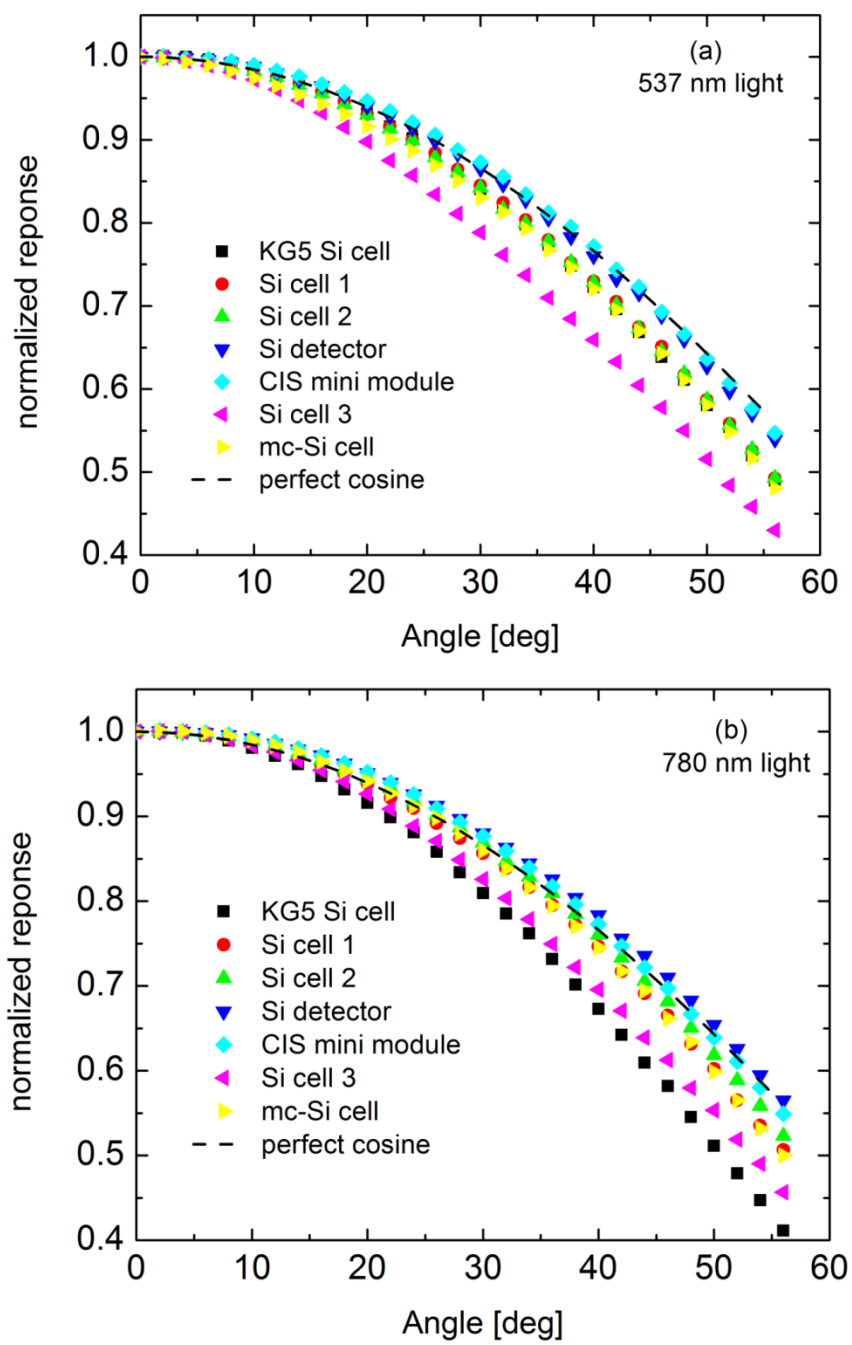 (a)
537 nm light
1.0
0.9
0.8
0.7
0.6
0.5
0.4
normalized reponse
KG5 Si cell
Si cell 1
Si cell 2
Si detector
CIS mini module
Si cell 3
mc-Si cell
perfect cosine
0 10 20 30 40 50 60
Angle [deg]
(b)
780 nm light
1.0
0.9
0.8
0.7
0.6
0.5
0.4
normalized reponse
KG5 Si cell
Si cell 1
Si cell 2
Si detector
CIS mini module
Si cell 3
mc-Si cell
perfect cosine
0 10 20 30 40 50 60
Angle [deg]